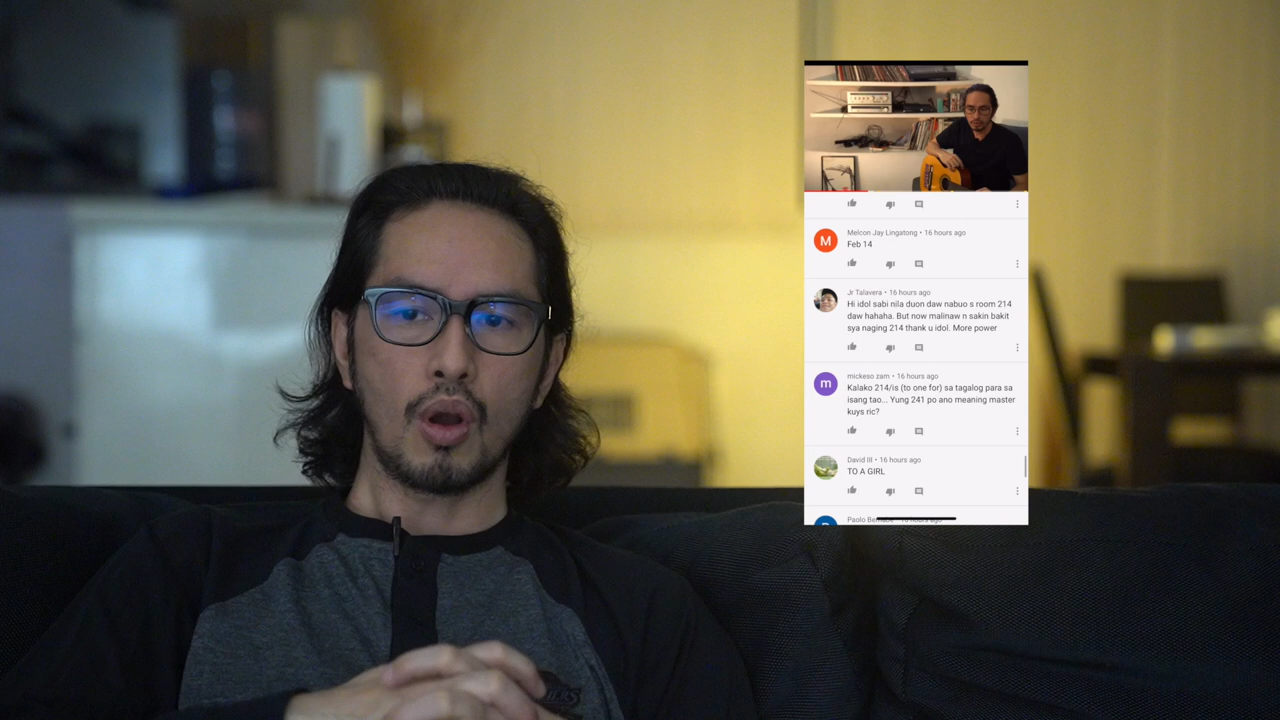 M
Melcon Jay Lingatong • 16 hours ago
Feb 14
Jr Talavera • 16 hours ago
Hi idol sabi nila duon daw nabuo s room 214
daw hahaha. But now malinaw n sakin bakit
sya naging 214 thank u idol. More power
m
mickeso zam • 16 hours ago
Kalako 214/is (to one for) sa tagalog para sa
isang tao... Yung 241 po ano meaning master
kuys ric?
David III • 16 hours ago
TO A GIRL
Paolo